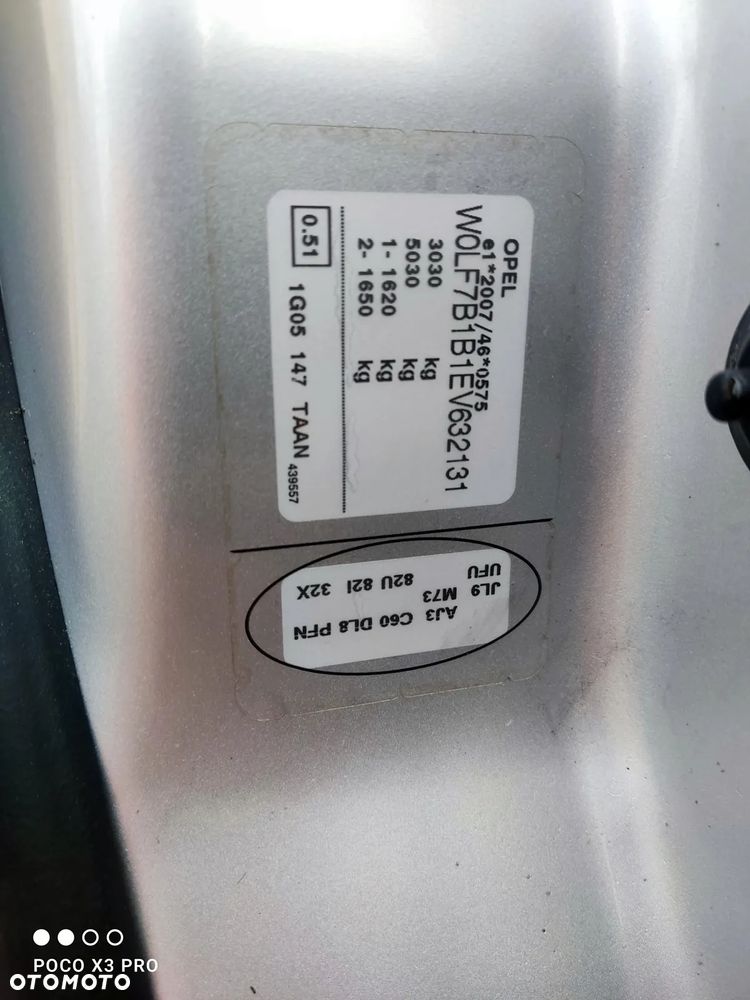 OPEL
e1*2007/46*0575
W0LF7B1B1EV632131
3030 kg
5030 kg
1- 1620 kg
2- 1650 kg
0.51 1G05 147 TAAN 439557
AJ3 C60 DL8 PFN
JL9 M73
UFU 82U 82I 32X
POCO X3 PRO
OTOMOTO